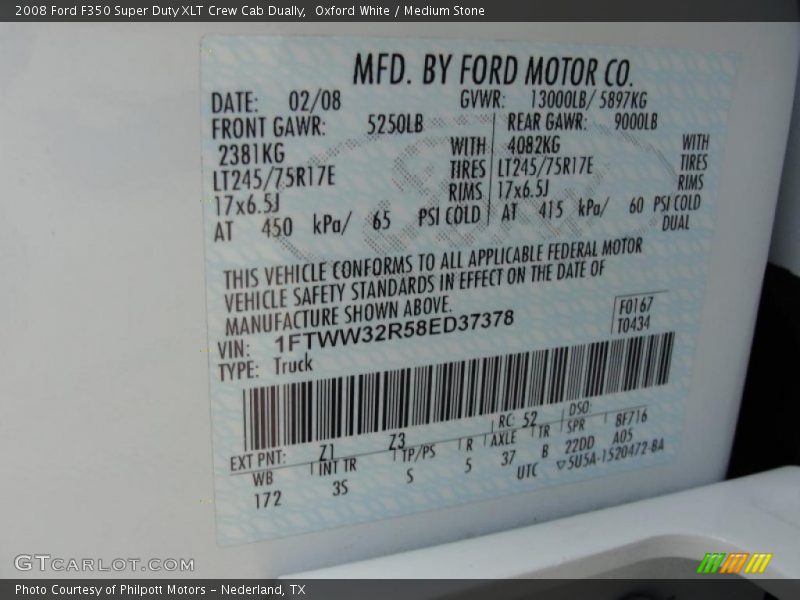 2008 Ford F350 Super Duty XLT Crew Cab Dually,  Oxford White / Medium Stone
MFD. BY FORD MOTOR CO.
DATE: 02/08 GVWR: 13000LB/ 5897KG
FRONT GAWR: 5250LB REAR GAWR: 9000LB
2381KG WITH 4082KG WITH
LT245/75R17E TIRES LT245/75R17E TIRES
17x6.5J RIMS 17x6.5J RIMS
AT 450 kPa/ 65 PSI COLD AT 415 kPa/ 60 PSI COLD
DUAL
THIS VEHICLE CONFORMS TO ALL APPLICABLE FEDERAL MOTOR
VEHICLE SAFETY STANDARDS IN EFFECT ON THE DATE OF
MANUFACTURE SHOWN ABOVE.
F0167
VIN: 1FTWW32R58ED37378
T0434
TYPE: Truck
EXT PNT: Z1 Z3 RC: 52 DSO:
WB INT TR TP/PS R AXLE TR SPR 8F716
172 3S S 5 37 B 22DD A05
UTC ▽5U5A-1520472-BA
GTCARLOT.COM
Photo Courtesy of Philpott Motors – Nederland, TX